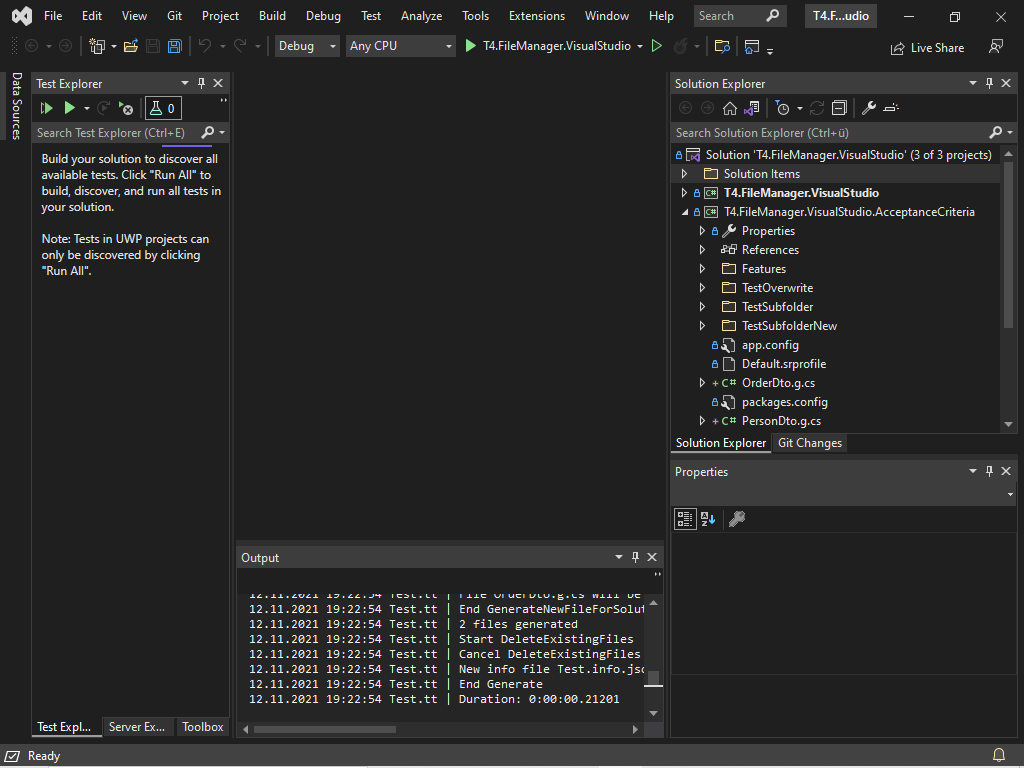 File Edit View Git Project Build Debug Test Analyze Tools Extensions Window Help Search T4.F...udio
Debug Any CPU T4.FileManager.VisualStudio Live Share
Data Sources
Test Explorer
0
Search Test Explorer (Ctrl+E)
Build your solution to discover all
available tests. Click "Run All" to
build, discover, and run all tests in
your solution.
Note: Tests in UWP projects can
only be discovered by clicking
"Run All".
Test Expl... Server Ex... Toolbox
Output
12.11.2021 19:22:54 Test.tt | File OrderDto.g.cs will be
12.11.2021 19:22:54 Test.tt | End GenerateNewFileForSolut
12.11.2021 19:22:54 Test.tt | 2 files generated
12.11.2021 19:22:54 Test.tt | Start DeleteExistingFiles
12.11.2021 19:22:54 Test.tt | Cancel DeleteExistingFiles
12.11.2021 19:22:54 Test.tt | New info file Test.info.jso
12.11.2021 19:22:54 Test.tt | End Generate
12.11.2021 19:22:54 Test.tt | Duration: 0:00:00.21201
Solution Explorer
Search Solution Explorer (Ctrl+ü)
Solution 'T4.FileManager.VisualStudio' (3 of 3 projects)
Solution Items
C# T4.FileManager.VisualStudio
C# T4.FileManager.VisualStudio.AcceptanceCriteria
Properties
References
Features
TestOverwrite
TestSubfolder
TestSubfolderNew
app.config
Default.srprofile
+ C# OrderDto.g.cs
packages.config
+ C# PersonDto.g.cs
Solution Explorer Git Changes
Properties
Ready